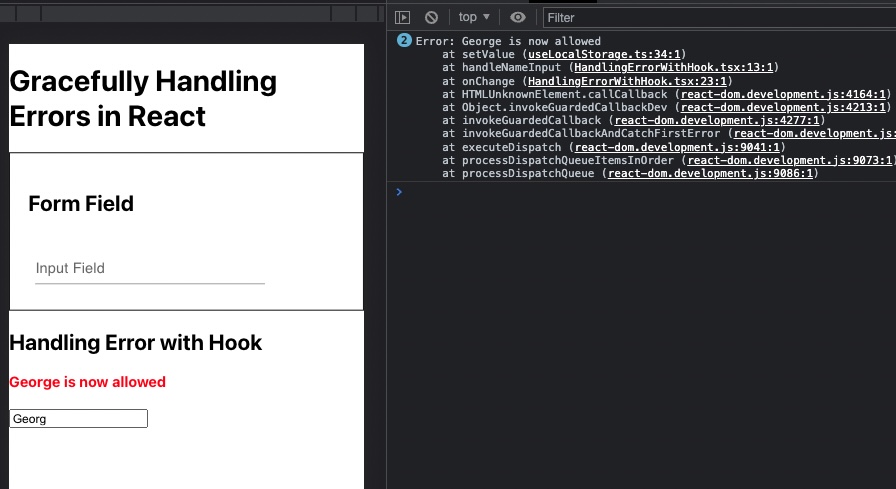 Gracefully Handling
Errors in React
Form Field
Input Field
Handling Error with Hook
George is now allowed
Georg
top ▼
Filter
2 Error: George is now allowed
at setValue (useLocalStorage.ts:34:1)
at handleNameInput (HandlingErrorWithHook.tsx:13:1)
at onChange (HandlingErrorWithHook.tsx:23:1)
at HTMLUnknownElement.callCallback (react-dom.development.js:4164:1)
at Object.invokeGuardedCallbackDev (react-dom.development.js:4213:1)
at invokeGuardedCallback (react-dom.development.js:4277:1)
at invokeGuardedCallbackAndCatchFirstError (react-dom.development.js:
at executeDispatch (react-dom.development.js:9041:1)
at processDispatchQueueItemsInOrder (react-dom.development.js:9073:1)
at processDispatchQueue (react-dom.development.js:9086:1)
>